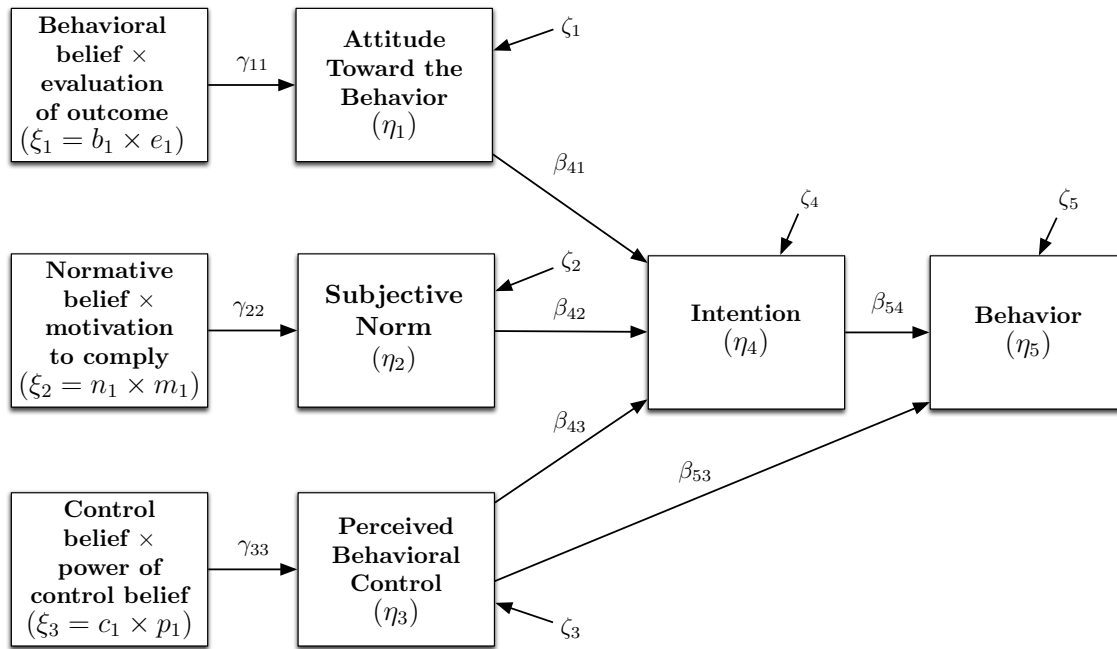 Behavioral
belief ×
evaluation
of outcome
(ξ₁ = b₁ × e₁)
γ₁₁
Attitude
Toward the
Behavior
(η₁)
ζ₁
β₄₁
Normative
belief ×
motivation
to comply
(ξ₂ = n₁ × m₁)
γ₂₂
Subjective
Norm
(η₂)
ζ₂
β₄₂
Control
belief ×
power of
control belief
(ξ₃ = c₁ × p₁)
γ₃₃
Perceived
Behavioral
Control
(η₃)
ζ₃
β₄₃
β₅₃
Intention
(η₄)
ζ₄
β₅₄
Behavior
(η₅)
ζ₅